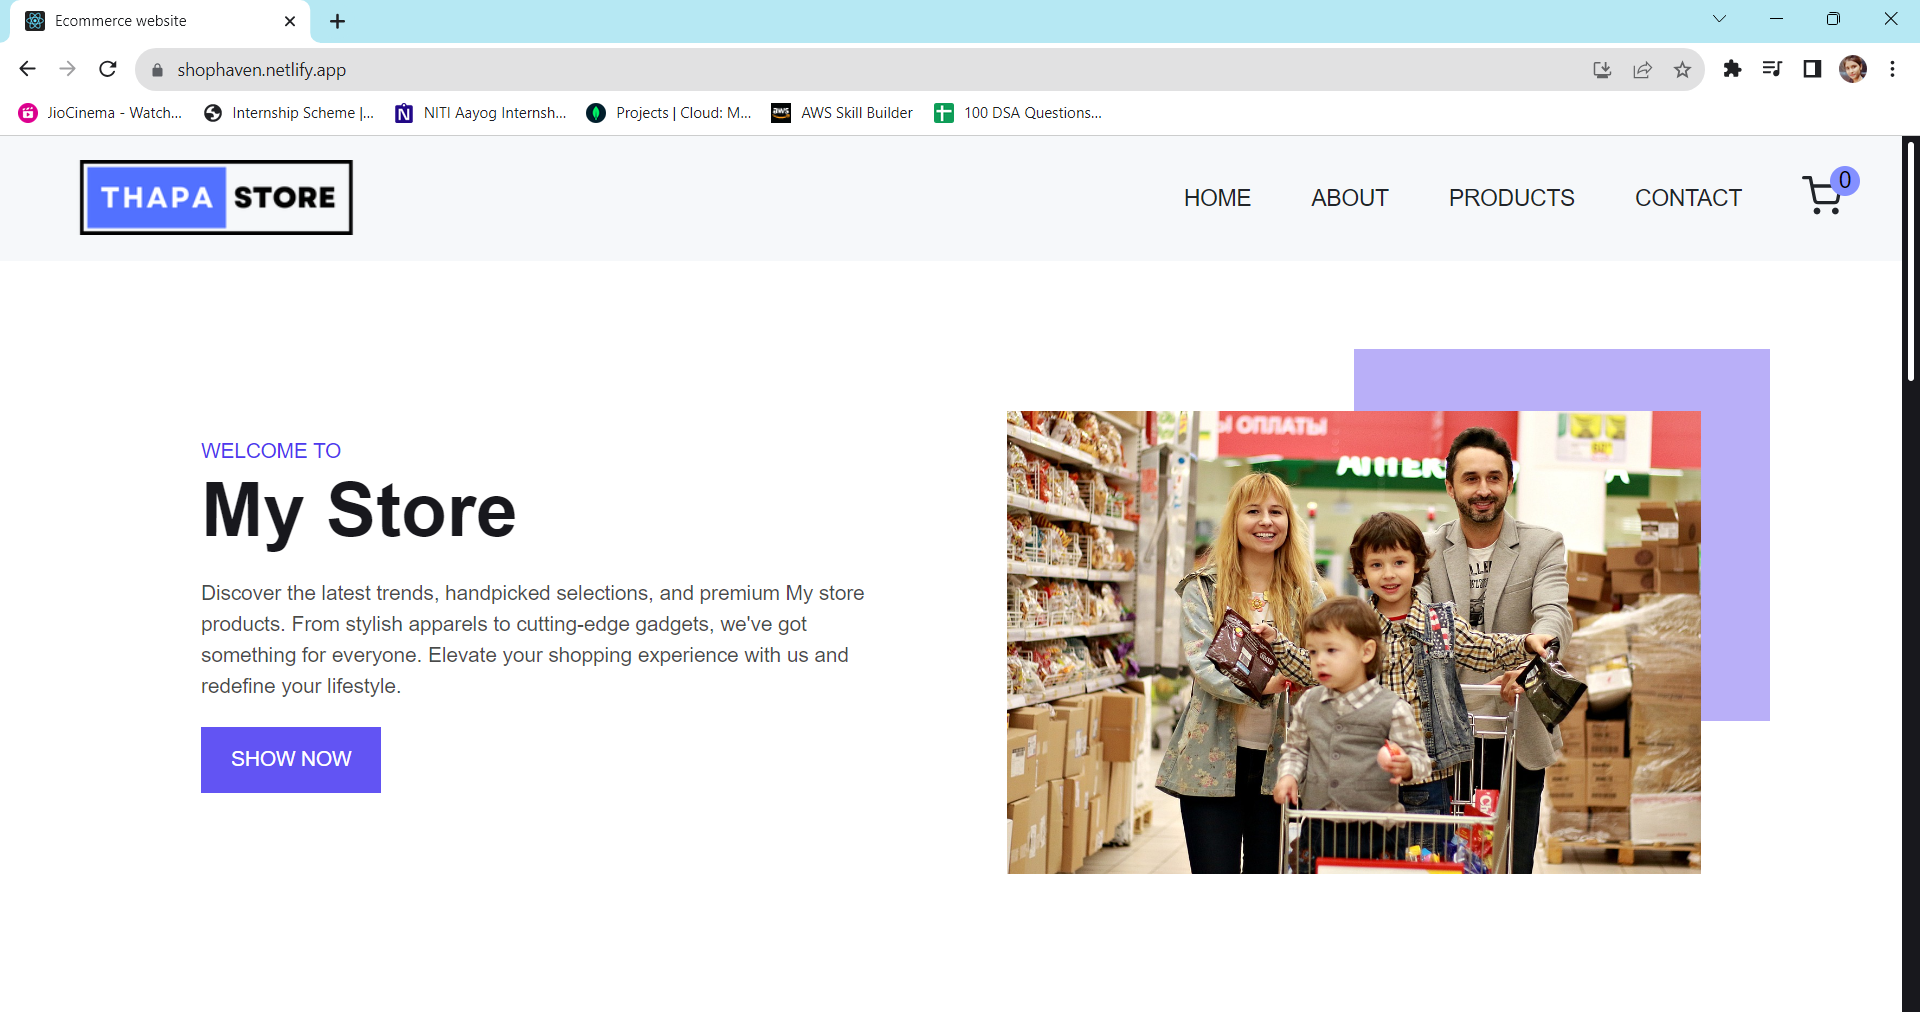 Ecommerce website
shophaven.netlify.app
JioCinema - Watch...
Internship Scheme |...
N
NITI Aayog Internsh...
Projects | Cloud: M...
aws
AWS Skill Builder
100 DSA Questions...
THAPA STORE
HOME
ABOUT
PRODUCTS
CONTACT
0
WELCOME TO
My Store
Discover the latest trends, handpicked selections, and premium My store
products. From stylish apparels to cutting-edge gadgets, we've got
something for everyone. Elevate your shopping experience with us and
redefine your lifestyle.
SHOW NOW
Ы ОПЛАТЫ